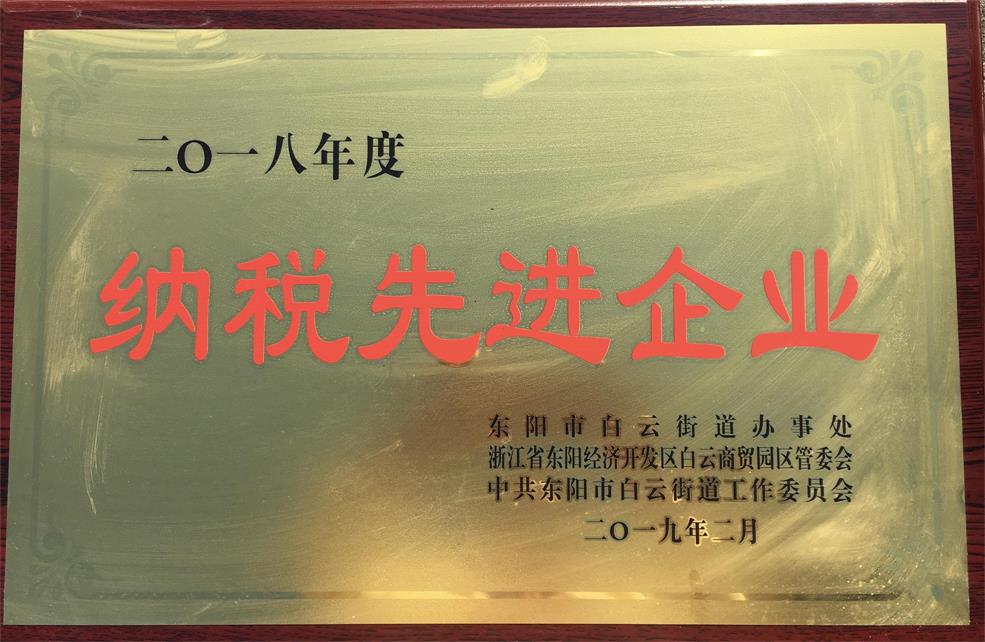 二〇一八年度
纳税先进企业
东阳市白云街道办事处
浙江省东阳经济开发区白云商贸园区管委会
中共东阳市白云街道工作委员会
二〇一九年二月